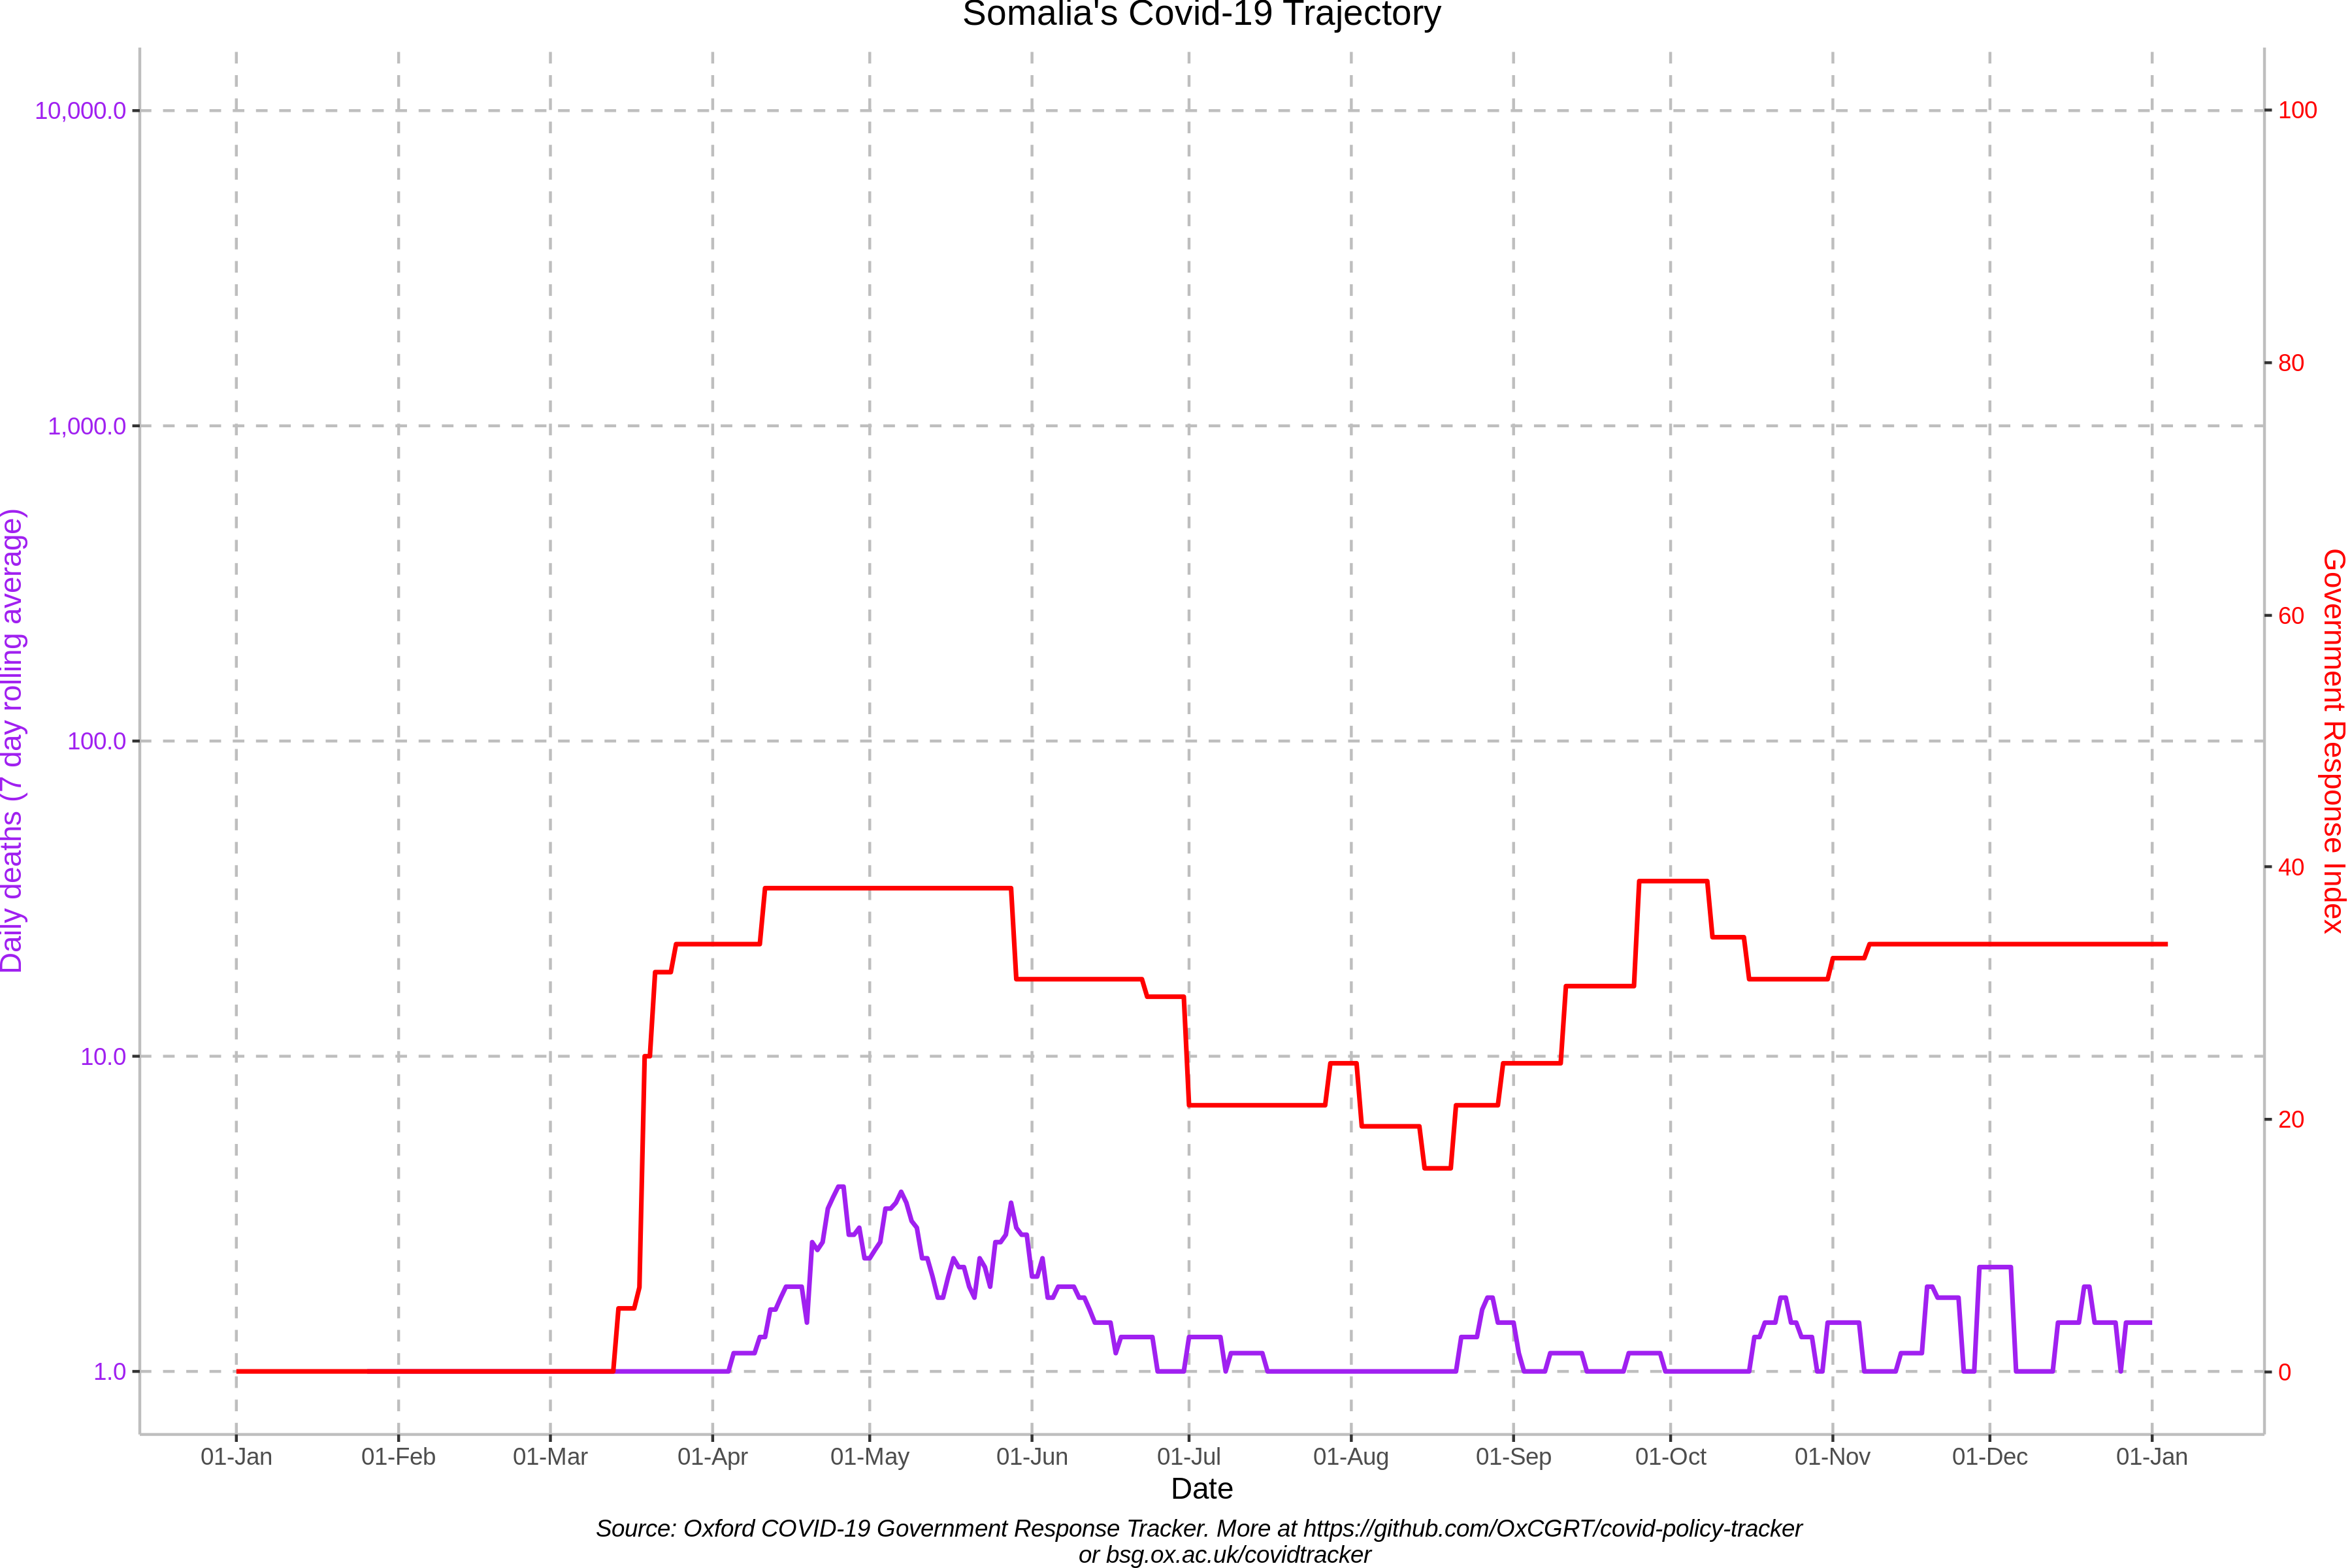 Somalia's Covid-19 Trajectory
10,000.0
1,000.0
100.0
10.0
1.0
Daily deaths (7 day rolling average)
100
80
60
40
20
0
Government Response Index
01-Jan 01-Feb 01-Mar 01-Apr 01-May 01-Jun 01-Jul 01-Aug 01-Sep 01-Oct 01-Nov 01-Dec 01-Jan
Date
Source: Oxford COVID-19 Government Response Tracker. More at https://github.com/OxCGRT/covid-policy-tracker
or bsg.ox.ac.uk/covidtracker